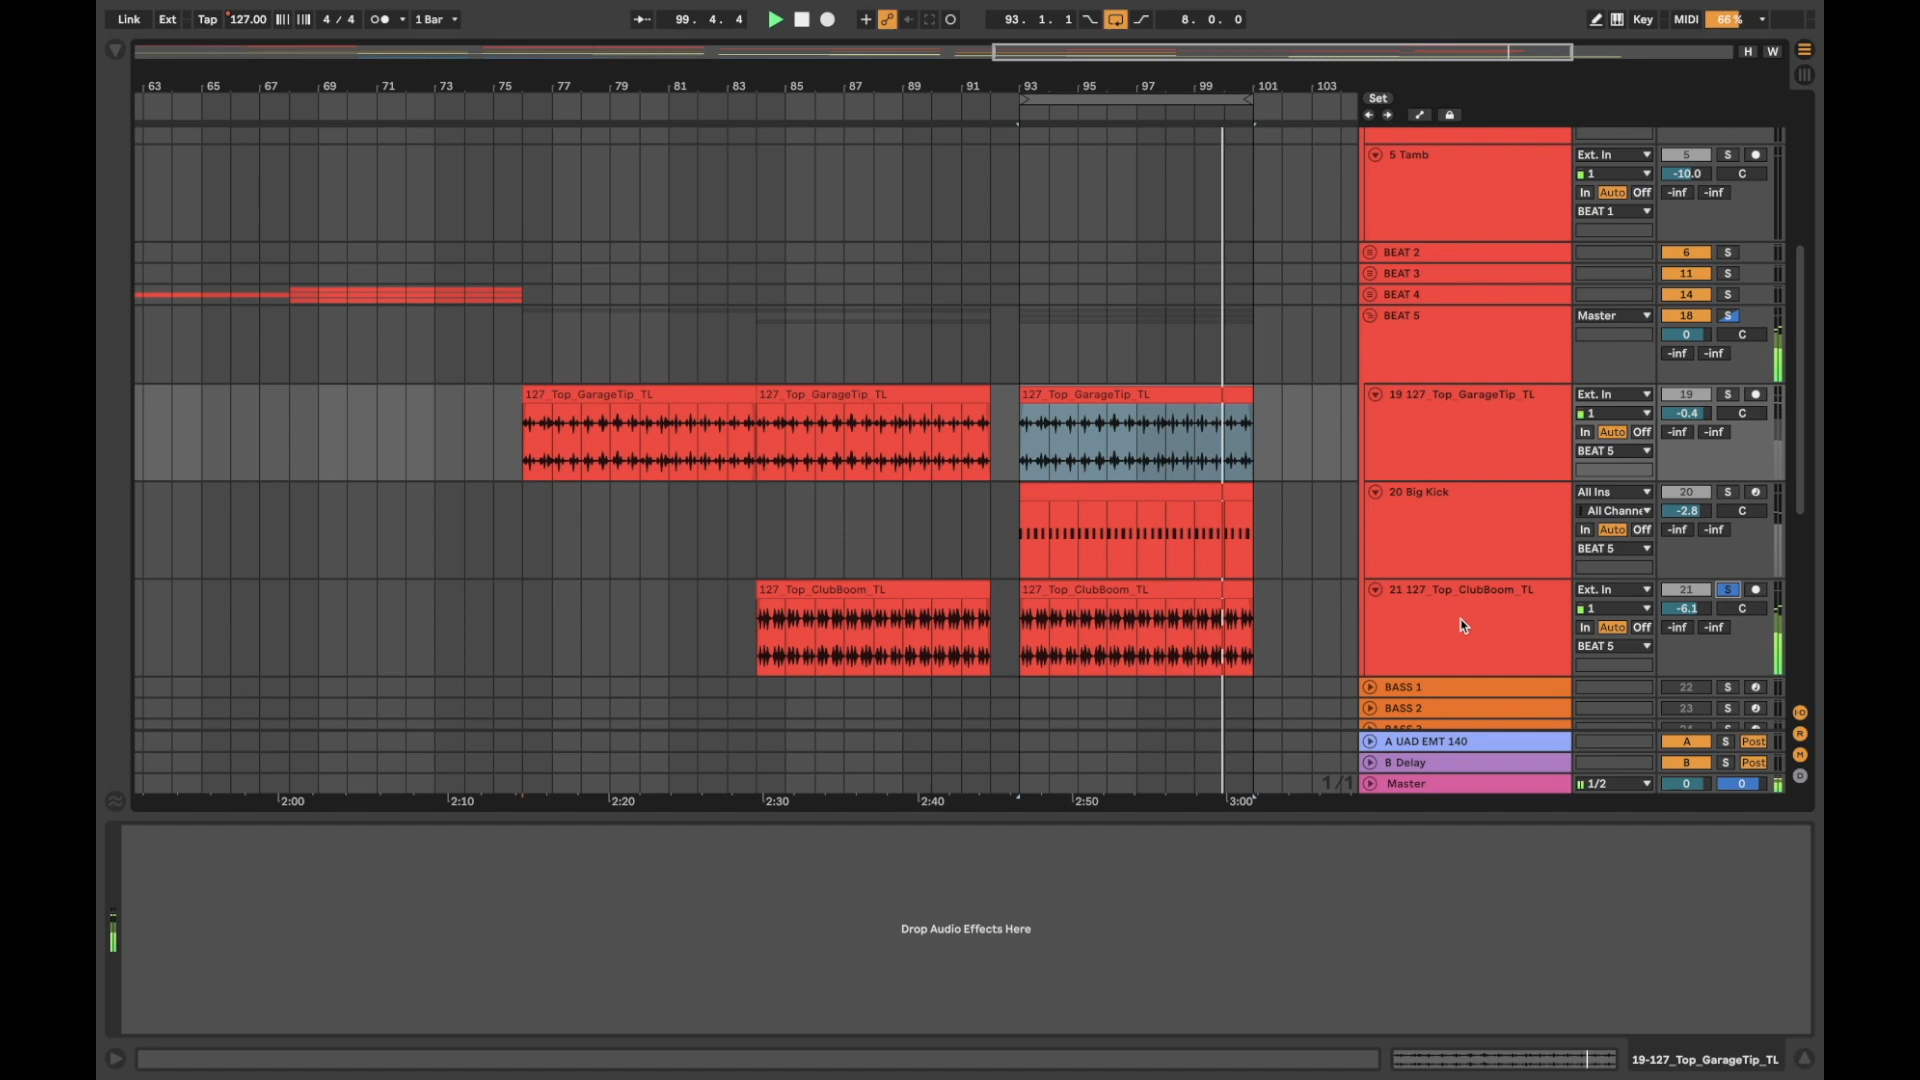 Link Ext Tap 127.00 4 / 4 1 Bar 99. 4. 4 93. 1. 1 8. 0. 0 Key MIDI 66 %
H W
63 65 67 69 71 73 75 77 79 81 83 85 87 89 91 93 95 97 99 101 103
Set
5 Tamb Ext. In 5 S
1 -10.0 C
In Auto Off -inf -inf
BEAT 1
BEAT 2 6 S
BEAT 3 11 S
BEAT 4 14 S
BEAT 5 Master 18 S
0 C
-inf -inf
127_Top_GarageTip_TL 127_Top_GarageTip_TL 127_Top_GarageTip_TL 19 127_Top_GarageTip_TL Ext. In 19 S
1 -0.4 C
In Auto Off -inf -inf
BEAT 5
20 Big Kick All Ins 20 S
All Channe -2.8 C
In Auto Off -inf -inf
BEAT 5
127_Top_ClubBoom_TL 127_Top_ClubBoom_TL 21 127_Top_ClubBoom_TL Ext. In 21 S
1 -6.1 C
In Auto Off -inf -inf
BEAT 5
BASS 1 22 S
BASS 2 23 S
A UAD EMT 140 A S Post
B Delay B S Post
1/1 Master 1/2 0 0
2:00 2:10 2:20 2:30 2:40 2:50 3:00
I-O
R
M
D
Drop Audio Effects Here
19-127_Top_GarageTip_TL